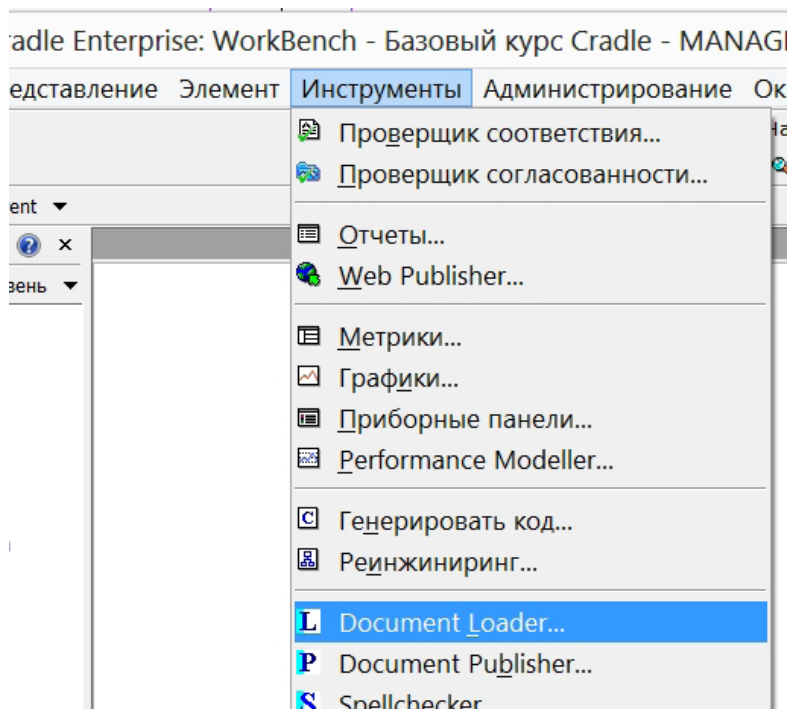 adle Enterprise: WorkBench - Базовый курс Cradle - MANAG
едставление Элемент Инструменты Администрирование Ок
Проверщик соответствия...
Проверщик согласованности...
ent
Отчеты...
вень
Web Publisher...
Метрики...
Графики...
Приборные панели...
Performance Modeller...
Генерировать код...
Реинжиниринг...
Document Loader...
Document Publisher...
Spellchecker